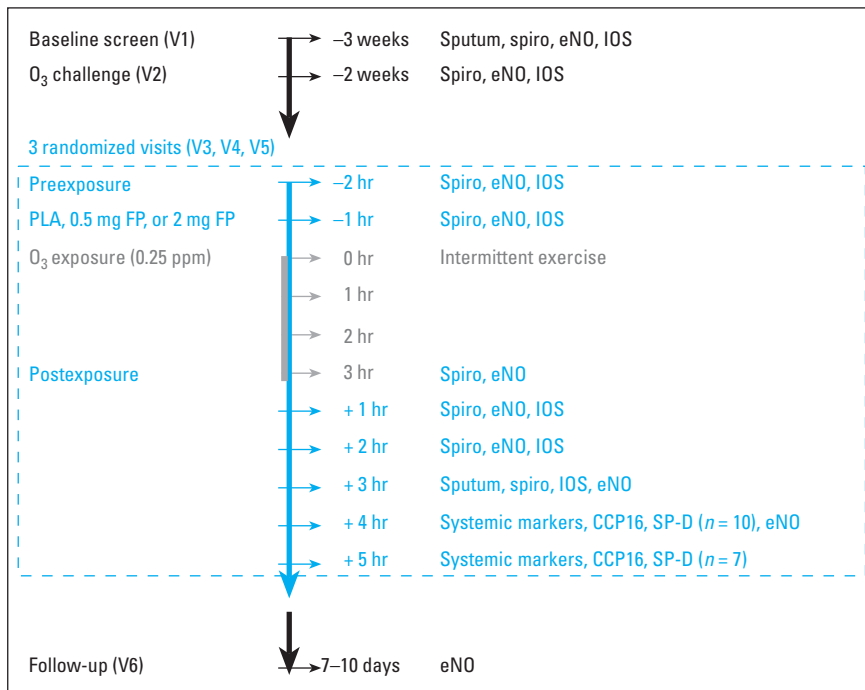 Baseline screen (V1) –3 weeks Sputum, spiro, eNO, IOS
O3 challenge (V2) –2 weeks Spiro, eNO, IOS
3 randomized visits (V3, V4, V5)
Preexposure –2 hr Spiro, eNO, IOS
PLA, 0.5 mg FP, or 2 mg FP –1 hr Spiro, eNO, IOS
O3 exposure (0.25 ppm) 0 hr Intermittent exercise
1 hr
2 hr
Postexposure 3 hr Spiro, eNO
+ 1 hr Spiro, eNO, IOS
+ 2 hr Spiro, eNO, IOS
+ 3 hr Sputum, spiro, IOS, eNO
+ 4 hr Systemic markers, CCP16, SP-D (n = 10), eNO
+ 5 hr Systemic markers, CCP16, SP-D (n = 7)
Follow-up (V6) 7–10 days eNO